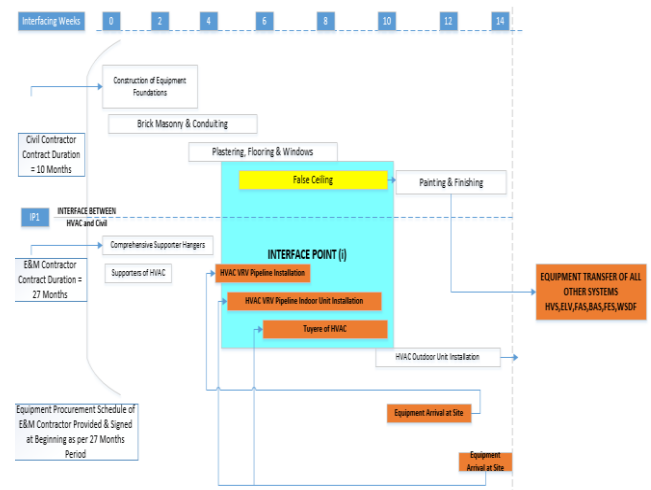 Interfacing Weeks 0 2 4 6 8 10 12 14
Construction of Equipment
Foundations
Brick Masonry & Conduiting
Civil Contractor
Contract Duration
= 10 Months
Plastering, Flooring & Windows
False Ceiling
Painting & Finishing
IP1
INTERFACE BETWEEN
HVAC and Civil
Comprehensive Supporter Hangers
INTERFACE POINT (i)
E&M Contractor
Contract Duration =
27 Months
Supporters of HVAC
HVAC VRV Pipeline Installation
EQUIPMENT TRANSFER OF ALL
OTHER SYSTEMS
HVS,ELV,FAS,BAS,FES,WSDF
HVAC VRV Pipeline Indoor Unit Installation
Tuyere of HVAC
HVAC Outdoor Unit Installation
Equipment Procurement Schedule of
E&M Contractor Provided & Signed
at Beginning as per 27 Months
Period
Equipment Arrival at Site
Equipment
Arrival at Site